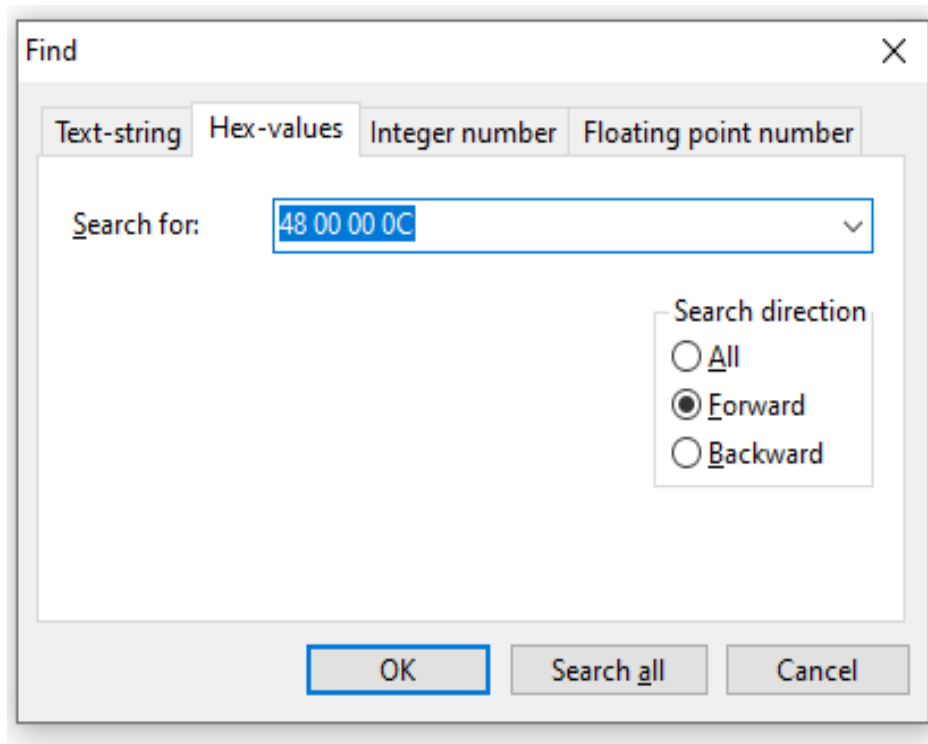 Find
Text-string Hex-values Integer number Floating point number
Search for: 48 00 00 0C
Search direction
All
Forward
Backward
OK Search all Cancel